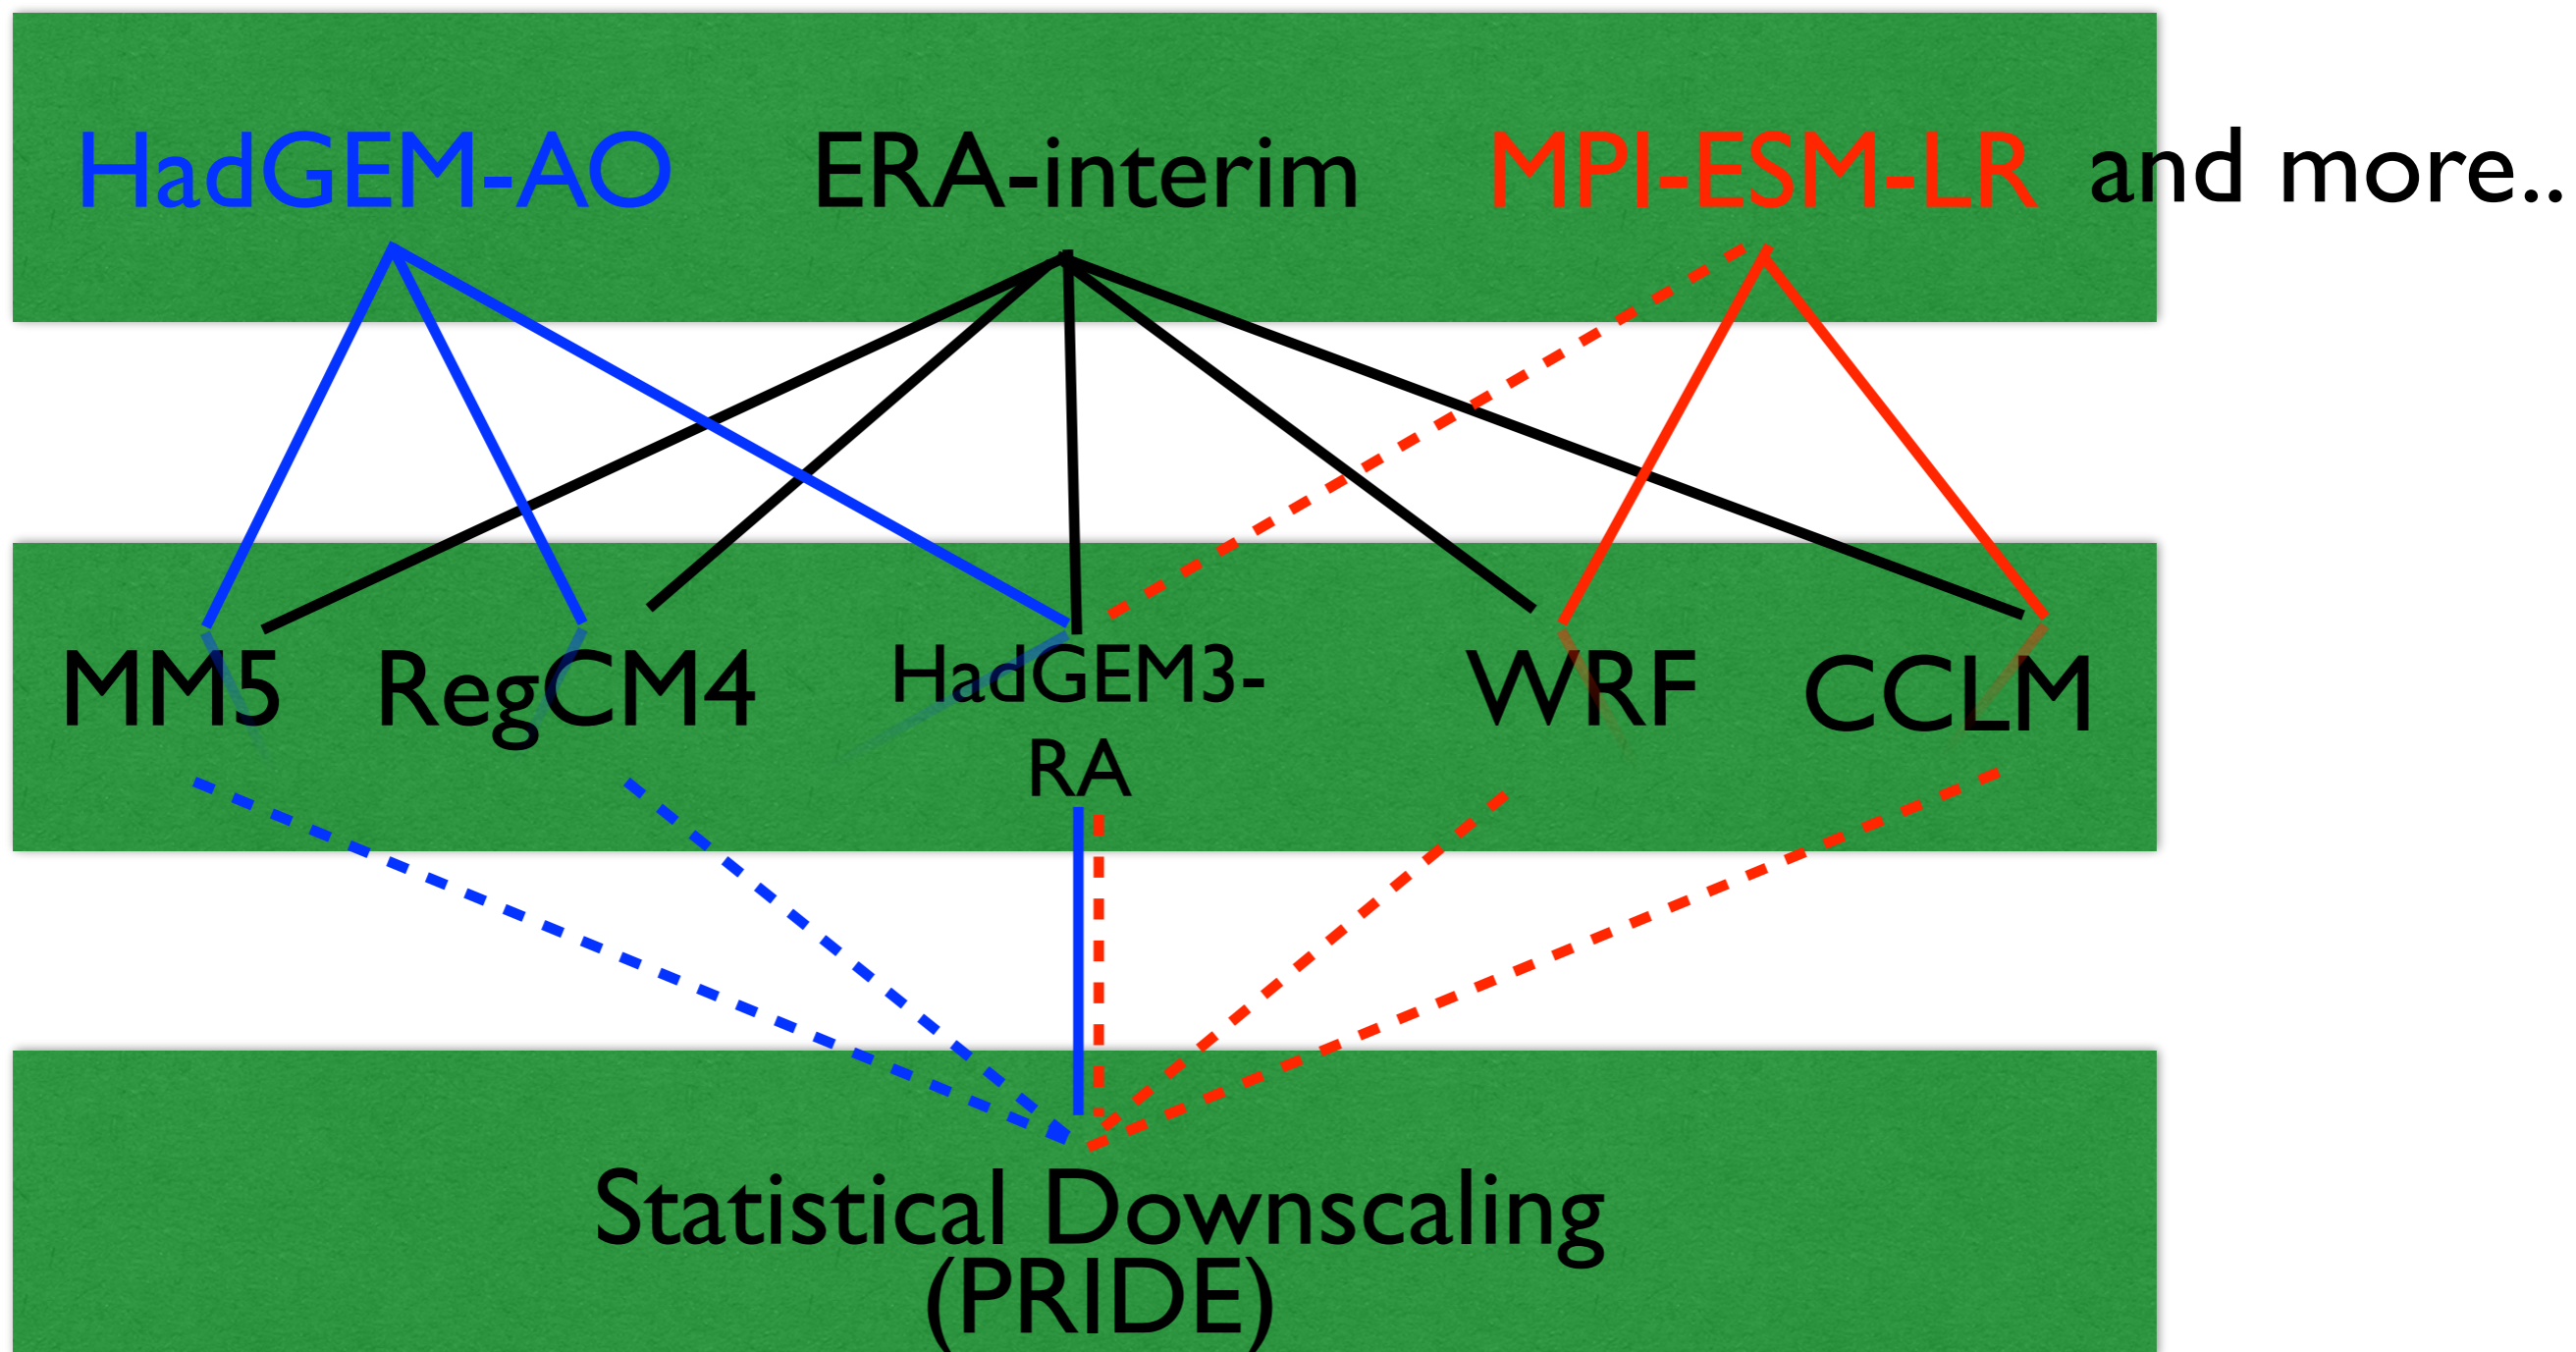 HadGEM-AO ERA-interim MPI-ESM-LR and more..
MM5 RegCM4 HadGEM3- WRF CCLM
RA
Statistical Downscaling
(PRIDE)